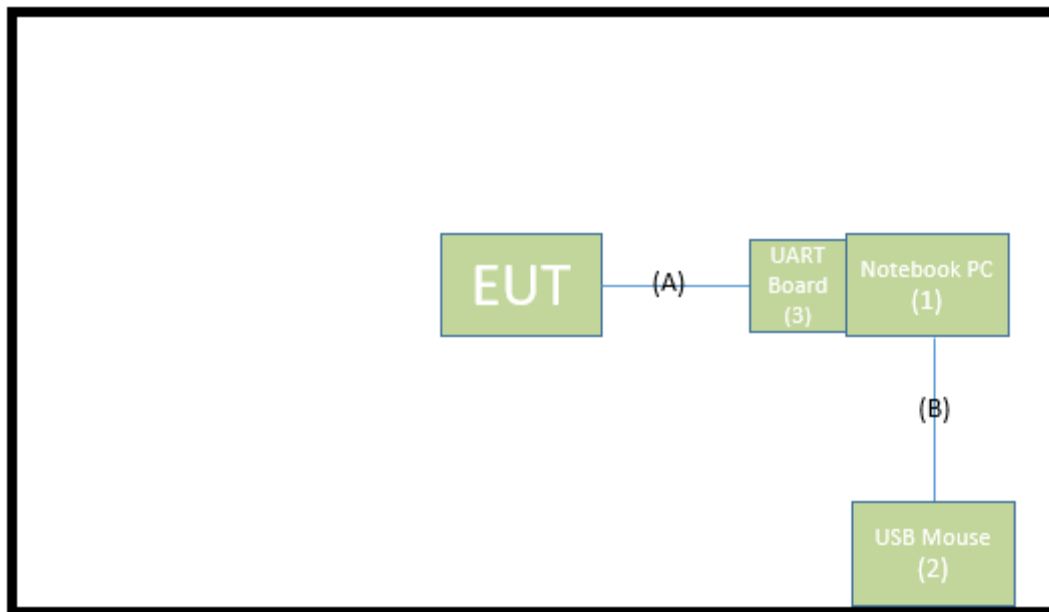 EUT
(A)
UART
Board
(3)
Notebook PC
(1)
(B)
USB Mouse
(2)